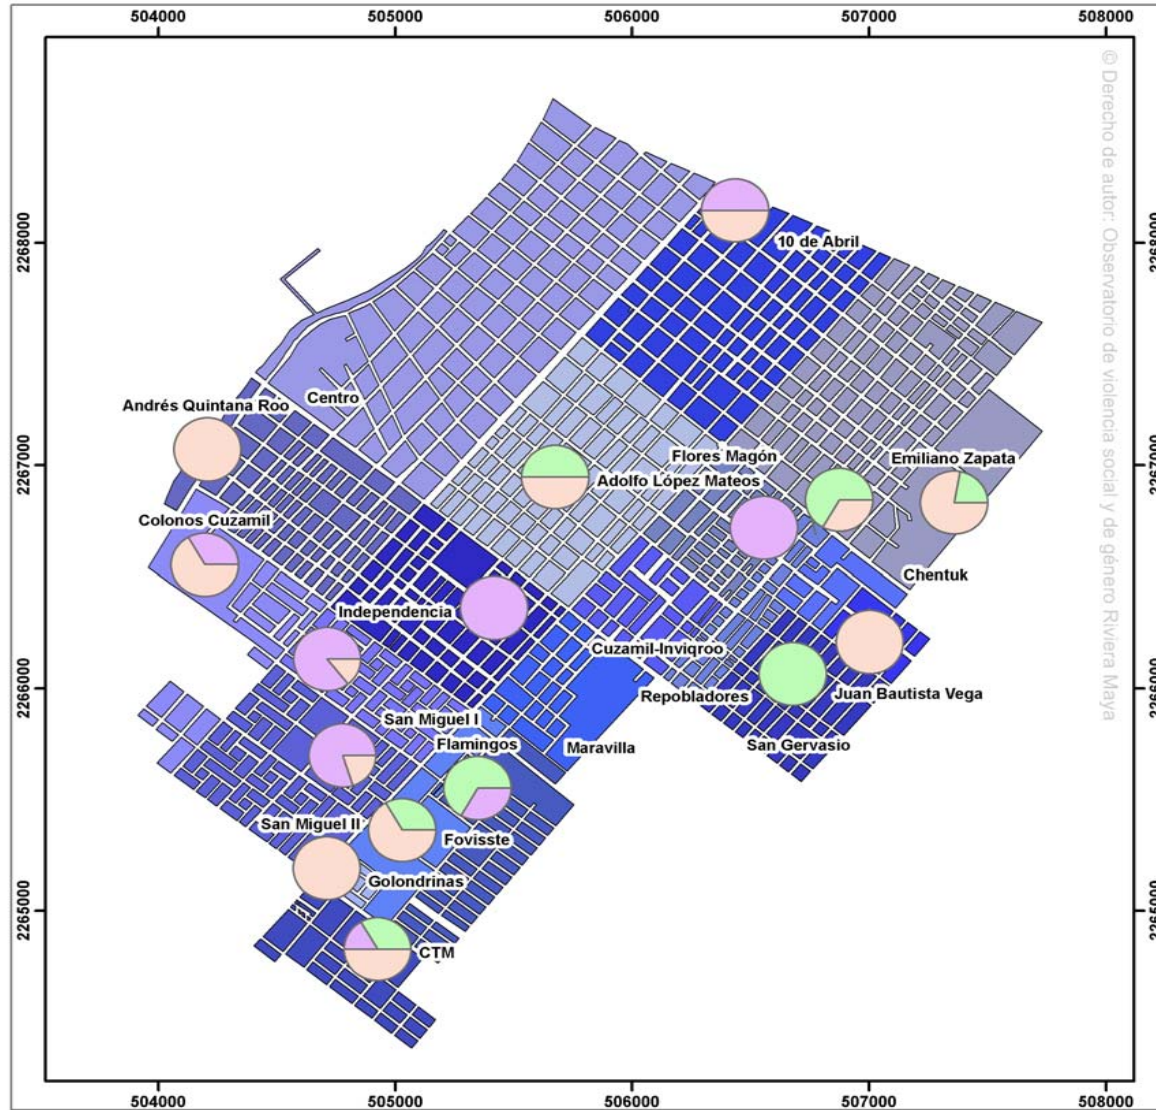 504000 505000 506000 507000 508000
© Derecho de autor: Observatorio de violencia social y de género Riviera Maya
2268000
2268000
10 de Abril
Centro
Andrés Quintana Roo
2267000
2267000
Flores Magón
Emiliano Zapata
Adolfo López Mateos
Colonos Cuzamil
Chentuk
Independencia
Cuzamil-Inviqroo
2266000
2266000
Repobladores
Juan Bautista Vega
San Miguel I
Flamingos
Maravilla
San Gervasio
San Miguel II
Fovisste
Golondrinas
2265000
2265000
CTM
504000 505000 506000 507000 508000